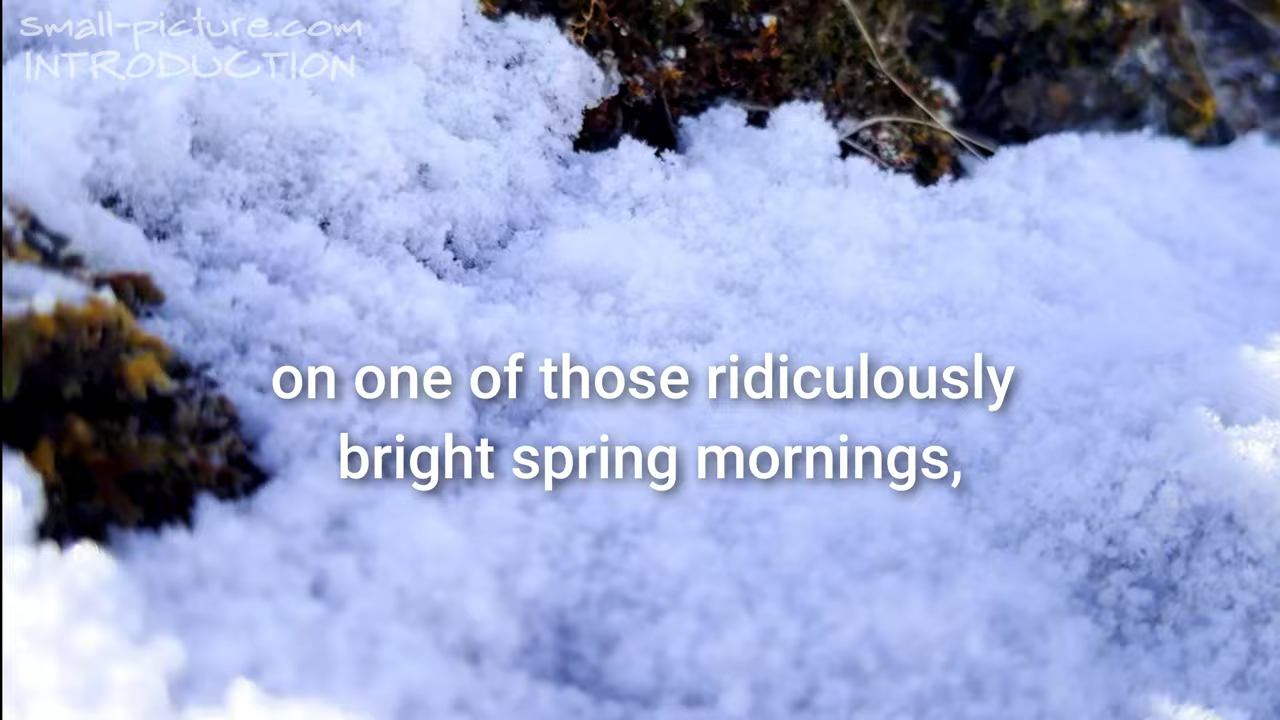 small-picture.com
INTRODUCTION
on one of those ridiculously
bright spring mornings,